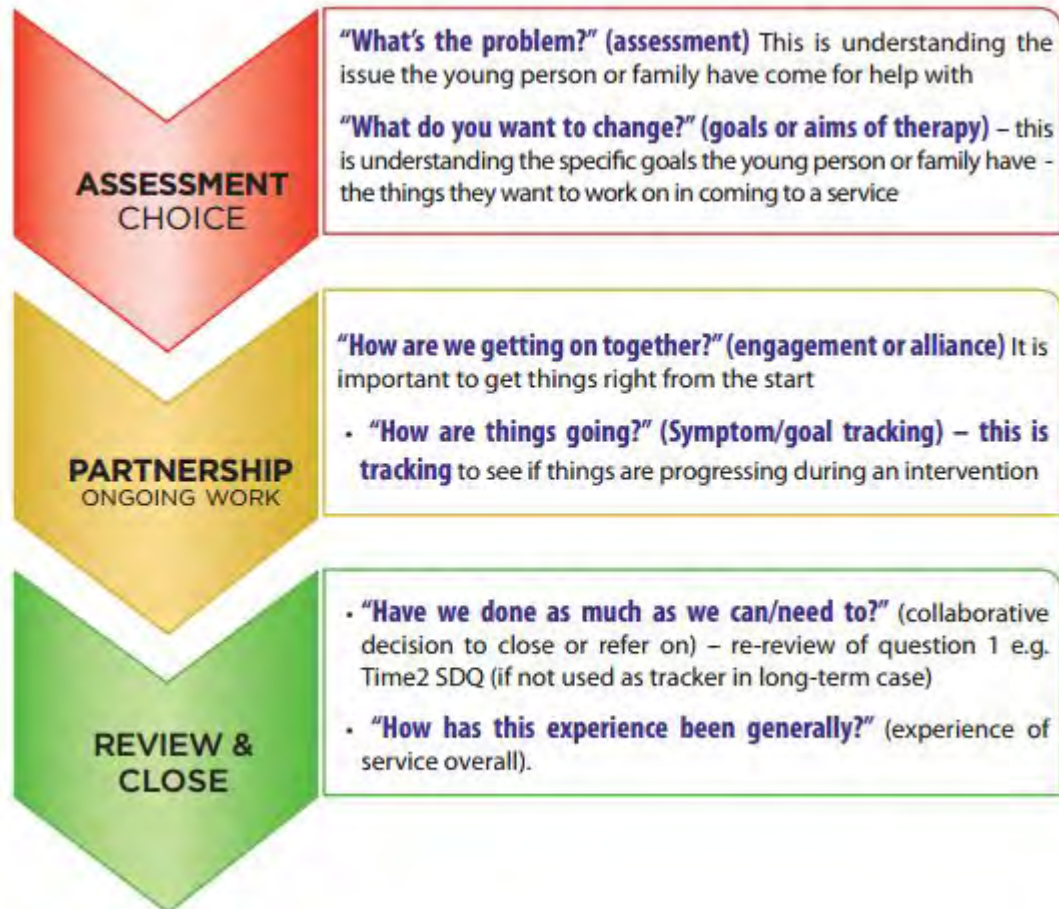 ASSESSMENT
CHOICE
“What’s the problem?” (assessment) This is understanding the
issue the young person or family have come for help with
“What do you want to change?” (goals or aims of therapy) – this
is understanding the specific goals the young person or family have -
the things they want to work on in coming to a service
PARTNERSHIP
ONGOING WORK
“How are we getting on together?” (engagement or alliance) It is
important to get things right from the start
• “How are things going?” (Symptom/goal tracking) – this is
tracking to see if things are progressing during an intervention
REVIEW &
CLOSE
• “Have we done as much as we can/need to?” (collaborative
decision to close or refer on) – re-review of question 1 e.g.
Time2 SDQ (if not used as tracker in long-term case)
• “How has this experience been generally?” (experience of
service overall).